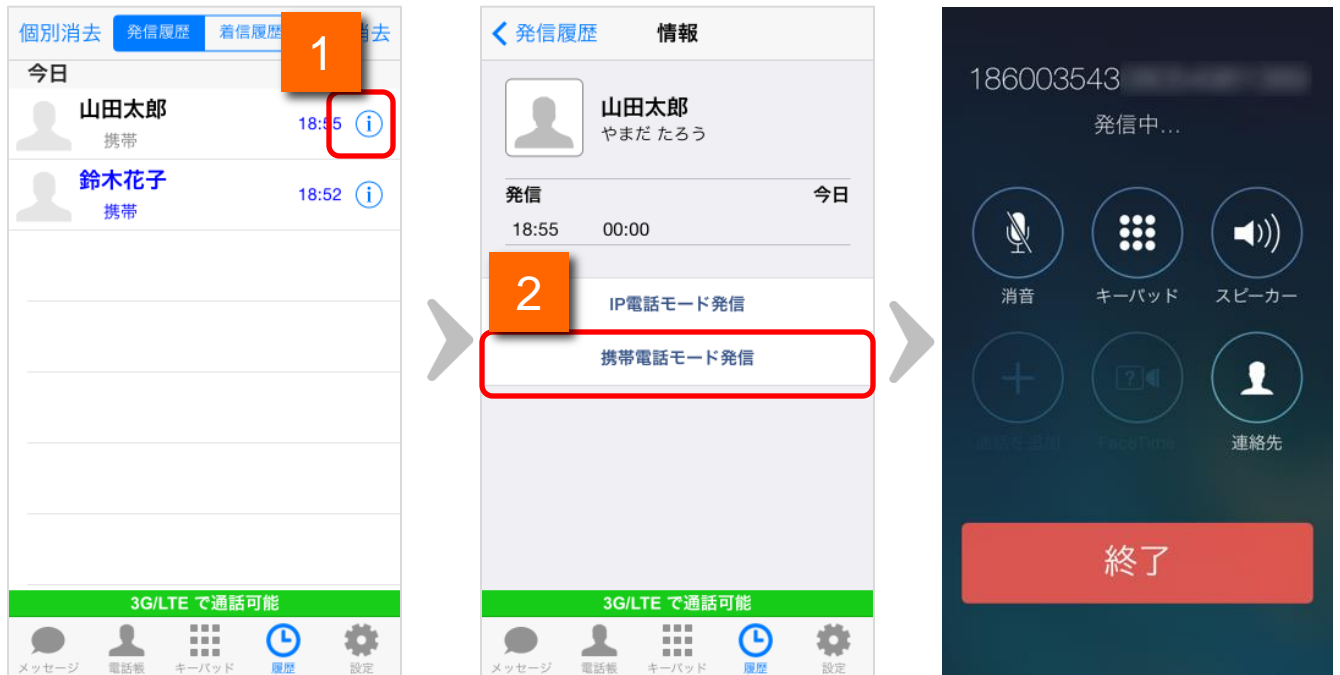 個別消去 発信履歴 着信履歴
1
今日
山田太郎
携帯
18:55
鈴木花子
携帯
18:52
3G/LTE で通話可能
メッセージ 電話帳 キーパッド 履歴 設定
発信履歴 情報
山田太郎
やまだ たろう
発信 今日
18:55 00:00
2
IP電話モード発信
携帯電話モード発信
3G/LTE で通話可能
メッセージ 電話帳 キーパッド 履歴 設定
186003543
発信中...
消音 キーパッド スピーカー
通話を追加 FaceTime 連絡先
終了